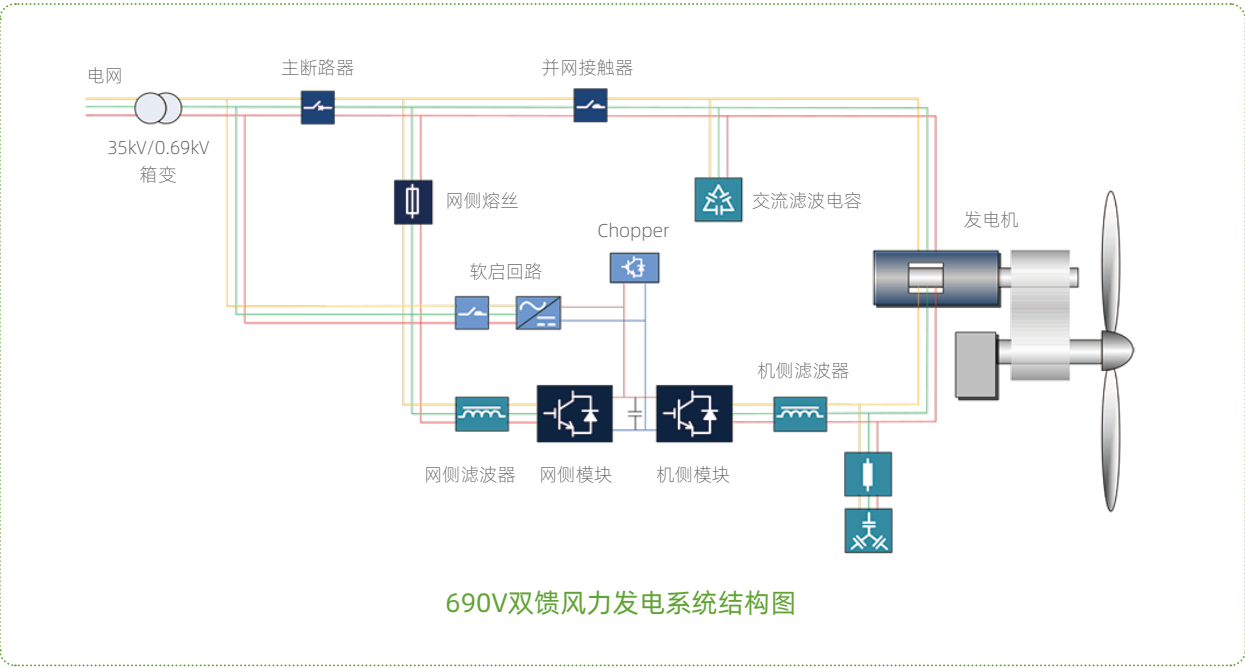 电网
主断路器
并网接触器
35kV/0.69kV
箱变
网侧熔丝
交流滤波电容
发电机
Chopper
软启回路
机侧滤波器
网侧滤波器
网侧模块
机侧模块
690V双馈风力发电系统结构图